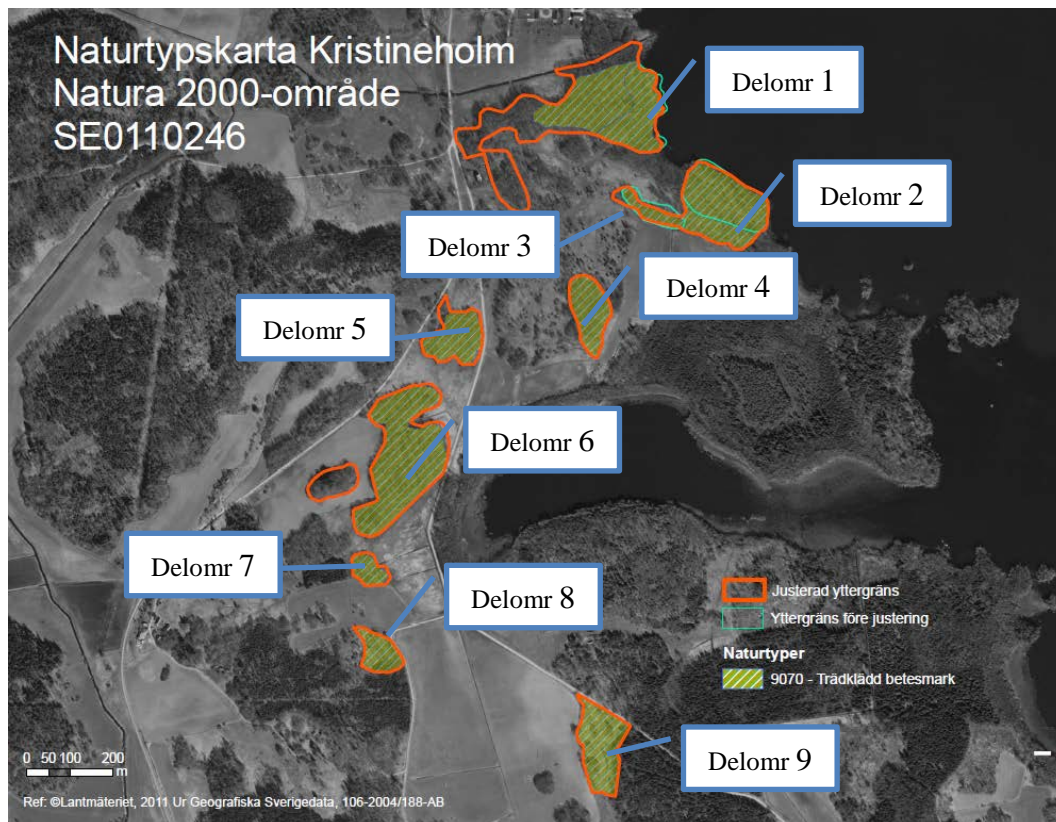 Naturtypskarta Kristineholm
Natura 2000-område
SE0110246
Delomr 1
Delomr 2
Delomr 3
Delomr 4
Delomr 5
Delomr 6
Delomr 7
Delomr 8
Delomr 9
Justerad yttergräns
Yttergräns före justering
Naturtyper
9070 - Trädklädd betesmark
0 50 100 200
m
Ref: ©Lantmäteriet, 2011 Ur Geografiska Sverigedata, 106-2004/188-AB